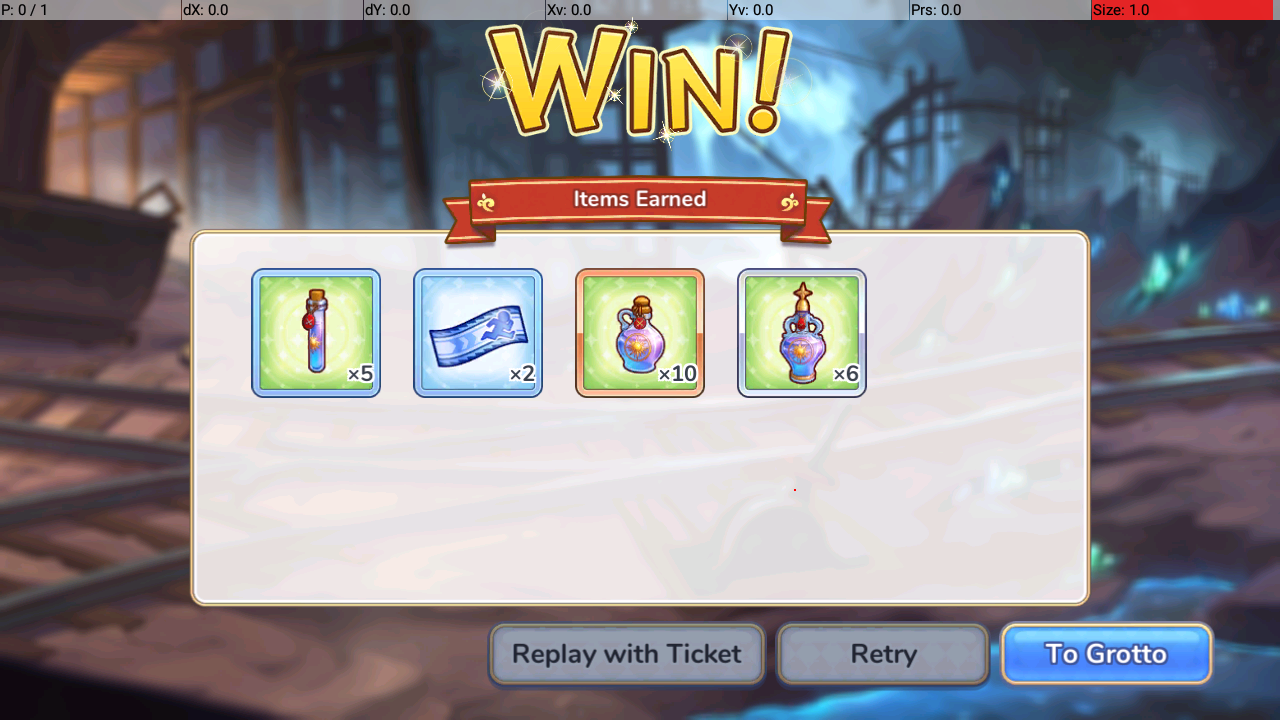 P: 0 / 1 dX: 0.0 dY: 0.0 Xv: 0.0 Yv: 0.0 Prs: 0.0 Size: 1.0
WIN!
Items Earned
×5 ×2 ×10 ×6
Replay with Ticket Retry To Grotto